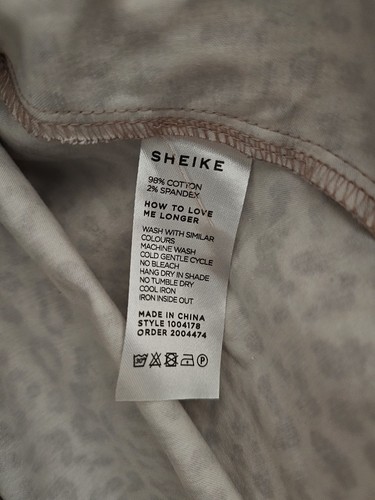 SHEIKE
98% COTTON
2% SPANDEX
HOW TO LOVE
ME LONGER
WASH WITH SIMILAR
COLOURS
MACHINE WASH
COLD GENTLE CYCLE
NO BLEACH
HANG DRY IN SHADE
NO TUMBLE DRY
COOL IRON
IRON INSIDE OUT
MADE IN CHINA
STYLE 1004178
ORDER 2004474
30° P